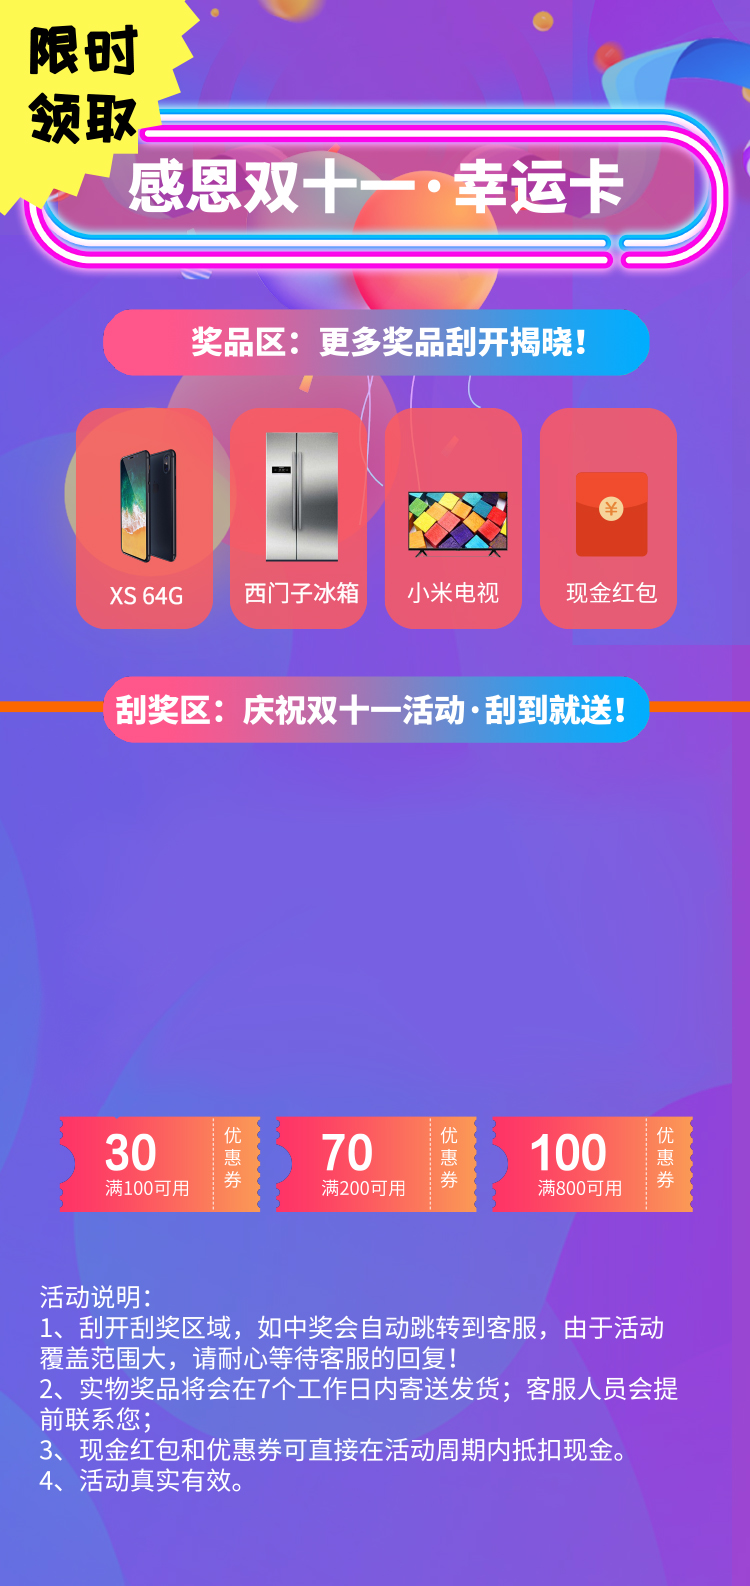 限时
领取
感恩双十一·幸运卡
奖品区：更多奖品刮开揭晓！
XS 64G
西门子冰箱
小米电视
¥
现金红包
刮奖区：庆祝双十一活动·刮到就送！
30
满100可用
优惠券
70
满200可用
优惠券
100
满800可用
优惠券
活动说明：
1、刮开刮奖区域，如中奖会自动跳转到客服，由于活动
覆盖范围大，请耐心等待客服的回复！
2、实物奖品将会在7个工作日内寄送发货；客服人员会提
前联系您；
3、现金红包和优惠券可直接在活动周期内抵扣现金。
4、活动真实有效。